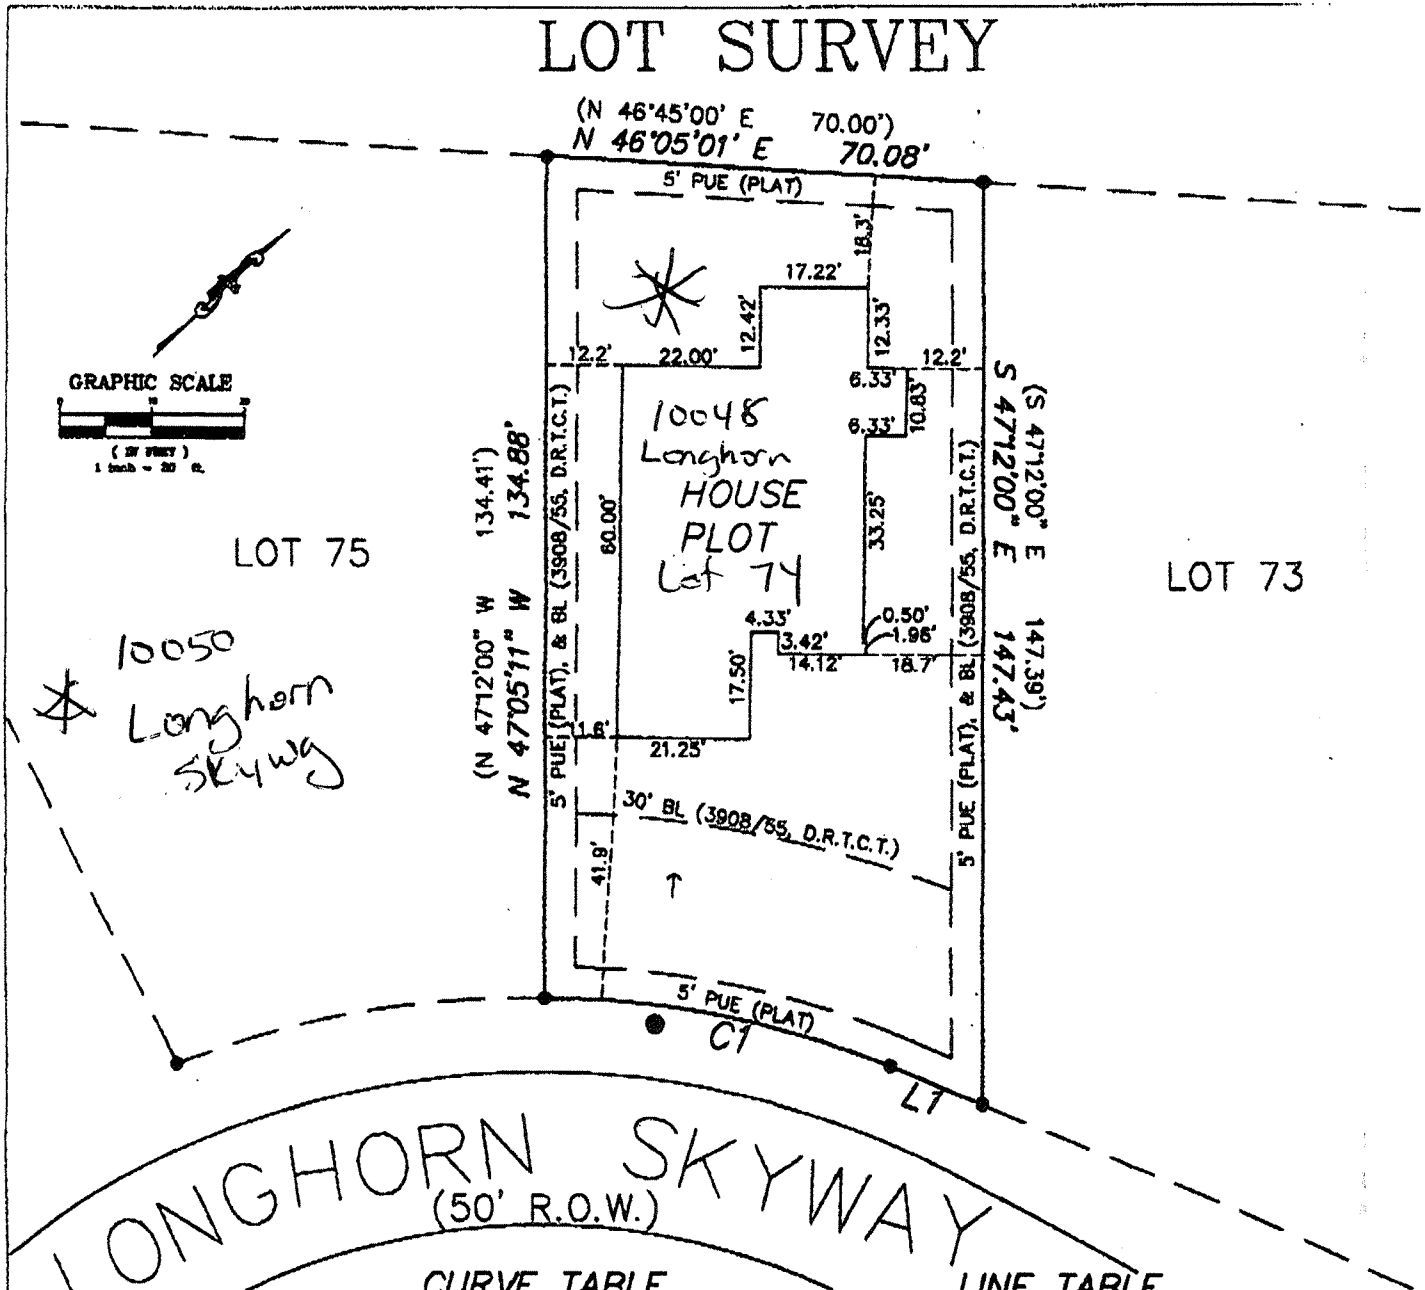 LOT SURVEY
(N 46°45'00' E 70.00')
N 46°05'01' E 70.08'
5' PUE (PLAT)
18.3'
17.22'
12.42'
12.33'
12.2'
22.00'
12.2'
6.33'
10.83'
6.33'
GRAPHIC SCALE
0
( IN FEET )
1 inch = 20 ft.
10048
Longhorn
HOUSE
PLOT
Lot 74
60.00'
33.25'
(N 47°12'00" W 134.41')
N 47°05'11" W 134.88'
5' PUE (PLAT), & BL (3908/55, D.R.T.C.T.)
5' PUE (PLAT), & BL (3908/55, D.R.T.C.T.)
S 47°12'00" E 147.43'
(S 47°12'00" E 147.39')
LOT 75
LOT 73
4.33'
0.50'
1.96'
3.42'
14.12'
18.7'
17.50'
21.25'
10050
Longhorn
Skywy
30' BL (3908/55, D.R.T.C.T.)
41.9'
5' PUE (PLAT)
C1
L1
LONGHORN SKYWAY
(50' R.O.W.)
CURVE TABLE
LINE TABLE